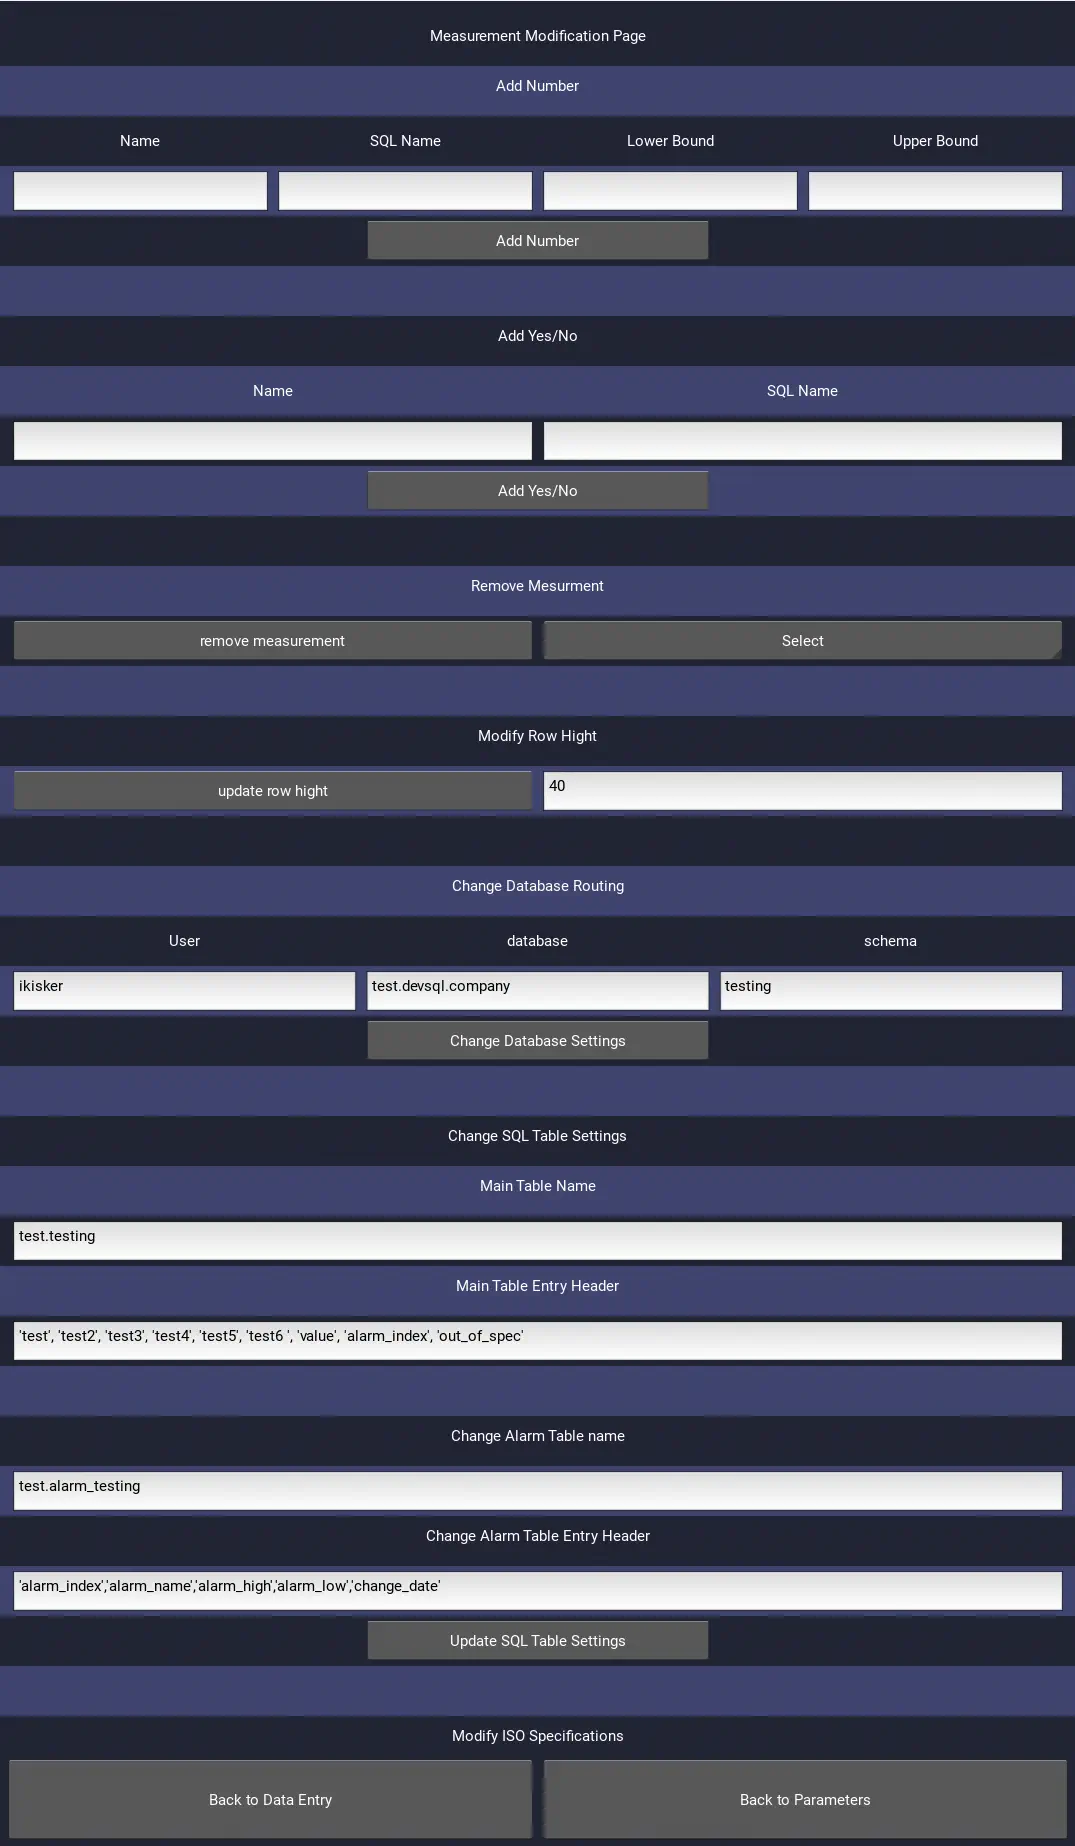 Measurement Modification Page
Add Number
Name SQL Name Lower Bound Upper Bound
Add Number
Add Yes/No
Name SQL Name
Add Yes/No
Remove Mesurment
remove measurement Select
Modify Row Hight
update row hight 40
Change Database Routing
User database schema
ikisker test.devsql.company testing
Change Database Settings
Change SQL Table Settings
Main Table Name
test.testing
Main Table Entry Header
'test', 'test2', 'test3', 'test4', 'test5', 'test6 ', 'value', 'alarm_index', 'out_of_spec'
Change Alarm Table name
test.alarm_testing
Change Alarm Table Entry Header
'alarm_index','alarm_name','alarm_high','alarm_low','change_date'
Update SQL Table Settings
Modify ISO Specifications
Back to Data Entry Back to Parameters